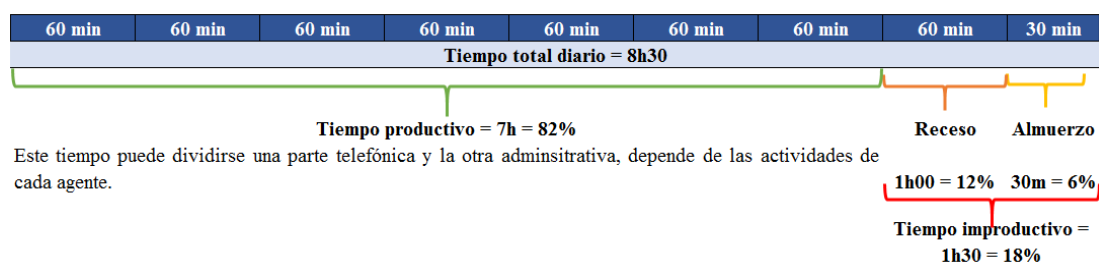 60 min 60 min 60 min 60 min 60 min 60 min 60 min 60 min 30 min
Tiempo total diario = 8h30
Tiempo productivo = 7h = 82%
Este tiempo puede dividirse una parte telefónica y la otra adminsitrativa, depende de las actividades de
cada agente.
Receso Almuerzo
1h00 = 12% 30m = 6%
Tiempo improductivo =
1h30 = 18%